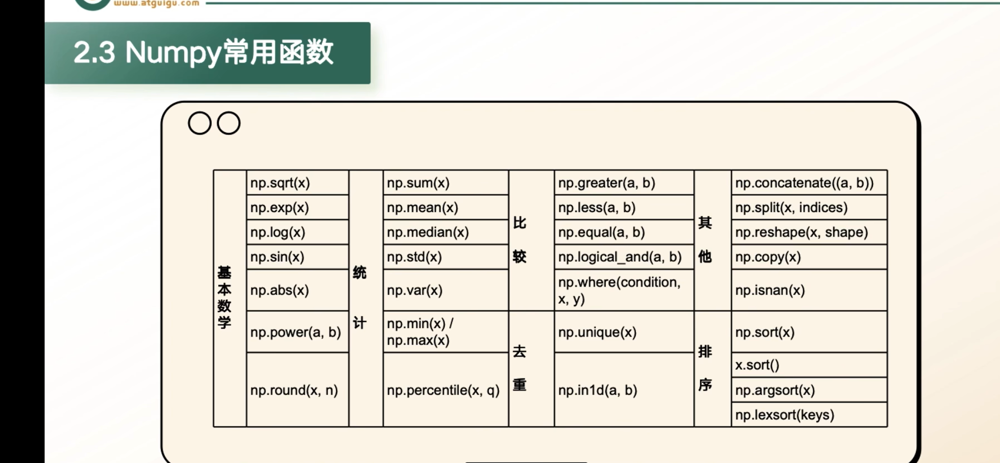 www.atguigu.com
2.3 Numpy常用函数
基本数学
np.sqrt(x)
np.exp(x)
np.log(x)
np.sin(x)
np.abs(x)
np.power(a, b)
np.round(x, n)
统计
np.sum(x)
np.mean(x)
np.median(x)
np.std(x)
np.var(x)
np.min(x) /
np.max(x)
np.percentile(x, q)
比较
np.greater(a, b)
np.less(a, b)
np.equal(a, b)
np.logical_and(a, b)
np.where(condition,
x, y)
去重
np.unique(x)
np.in1d(a, b)
其他
np.concatenate((a, b))
np.split(x, indices)
np.reshape(x, shape)
np.copy(x)
np.isnan(x)
排序
np.sort(x)
x.sort()
np.argsort(x)
np.lexsort(keys)